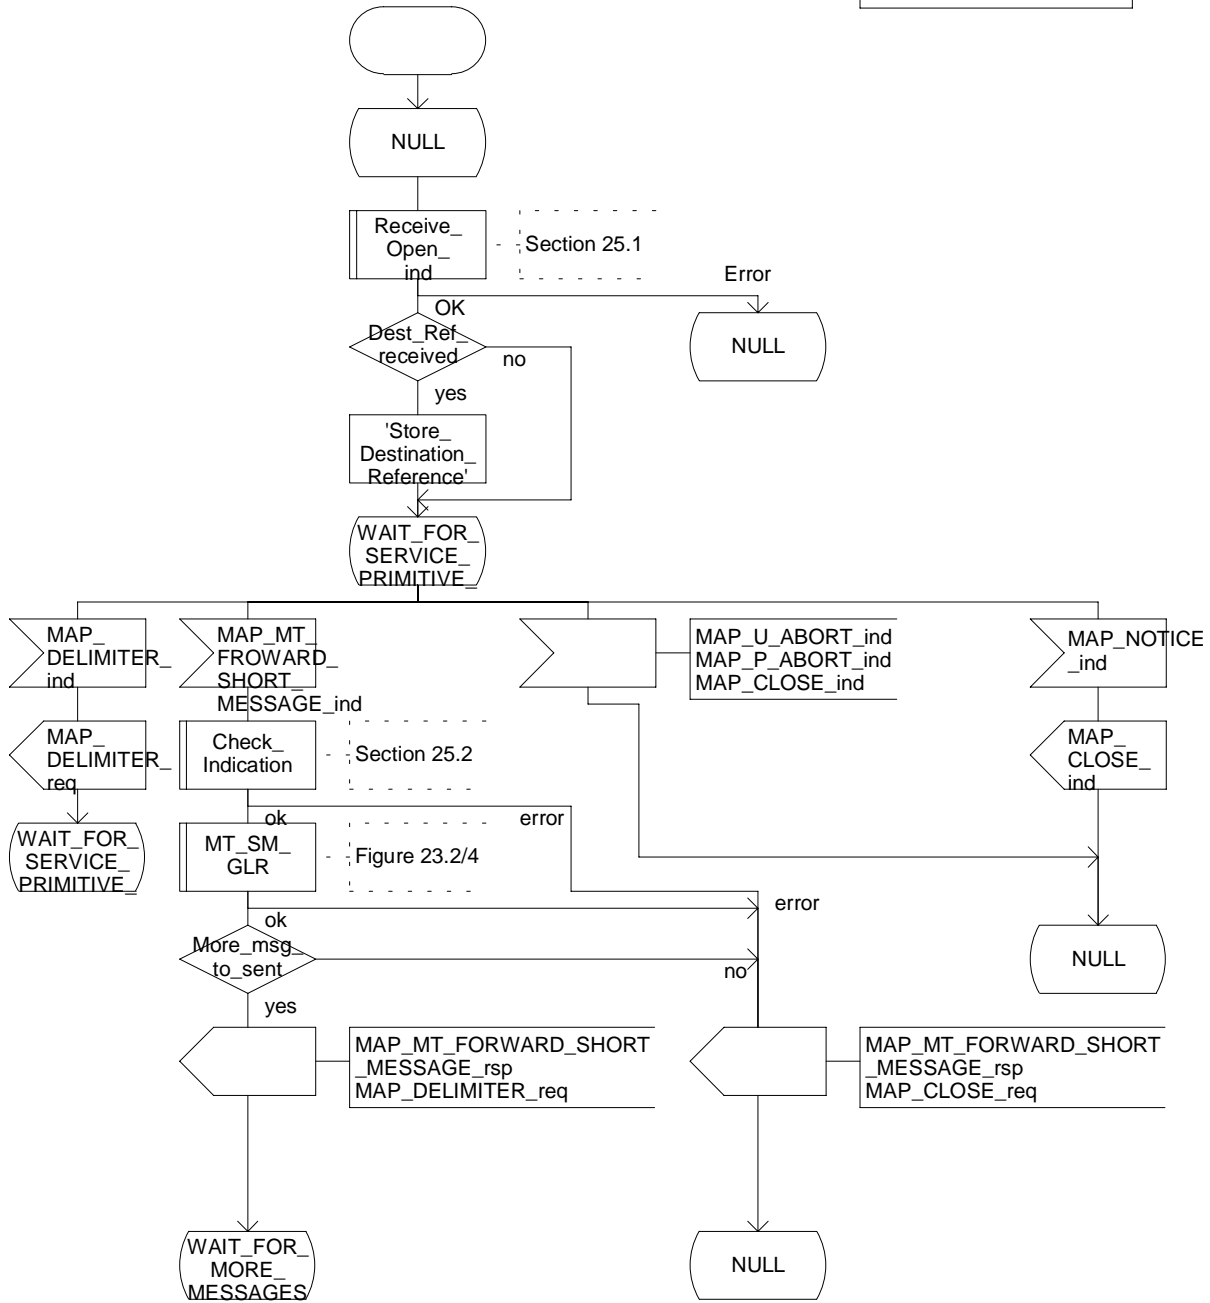 NULL
Receive_
Open_
ind
Section 25.1
Error
OK
Dest_Ref_
received
no
NULL
yes
'Store_
Destination_
Reference'
WAIT_FOR_
SERVICE_
PRIMITIVE_
MAP_
DELIMITER_
ind
MAP_MT_
FROWARD_
SHORT_
MESSAGE_ind
MAP_U_ABORT_ind
MAP_P_ABORT_ind
MAP_CLOSE_ind
MAP_NOTICE
_ind
MAP_
DELIMITER_
req
Check_
Indication
Section 25.2
MAP_
CLOSE_
ind
ok
error
WAIT_FOR_
SERVICE_
PRIMITIVE_
MT_SM_
GLR
Figure 23.2/4
error
ok
More_msg_
to_sent
no
NULL
yes
MAP_MT_FORWARD_SHORT
_MESSAGE_rsp
MAP_DELIMITER_req
MAP_MT_FORWARD_SHORT
_MESSAGE_rsp
MAP_CLOSE_req
WAIT_FOR_
MORE_
MESSAGES
NULL